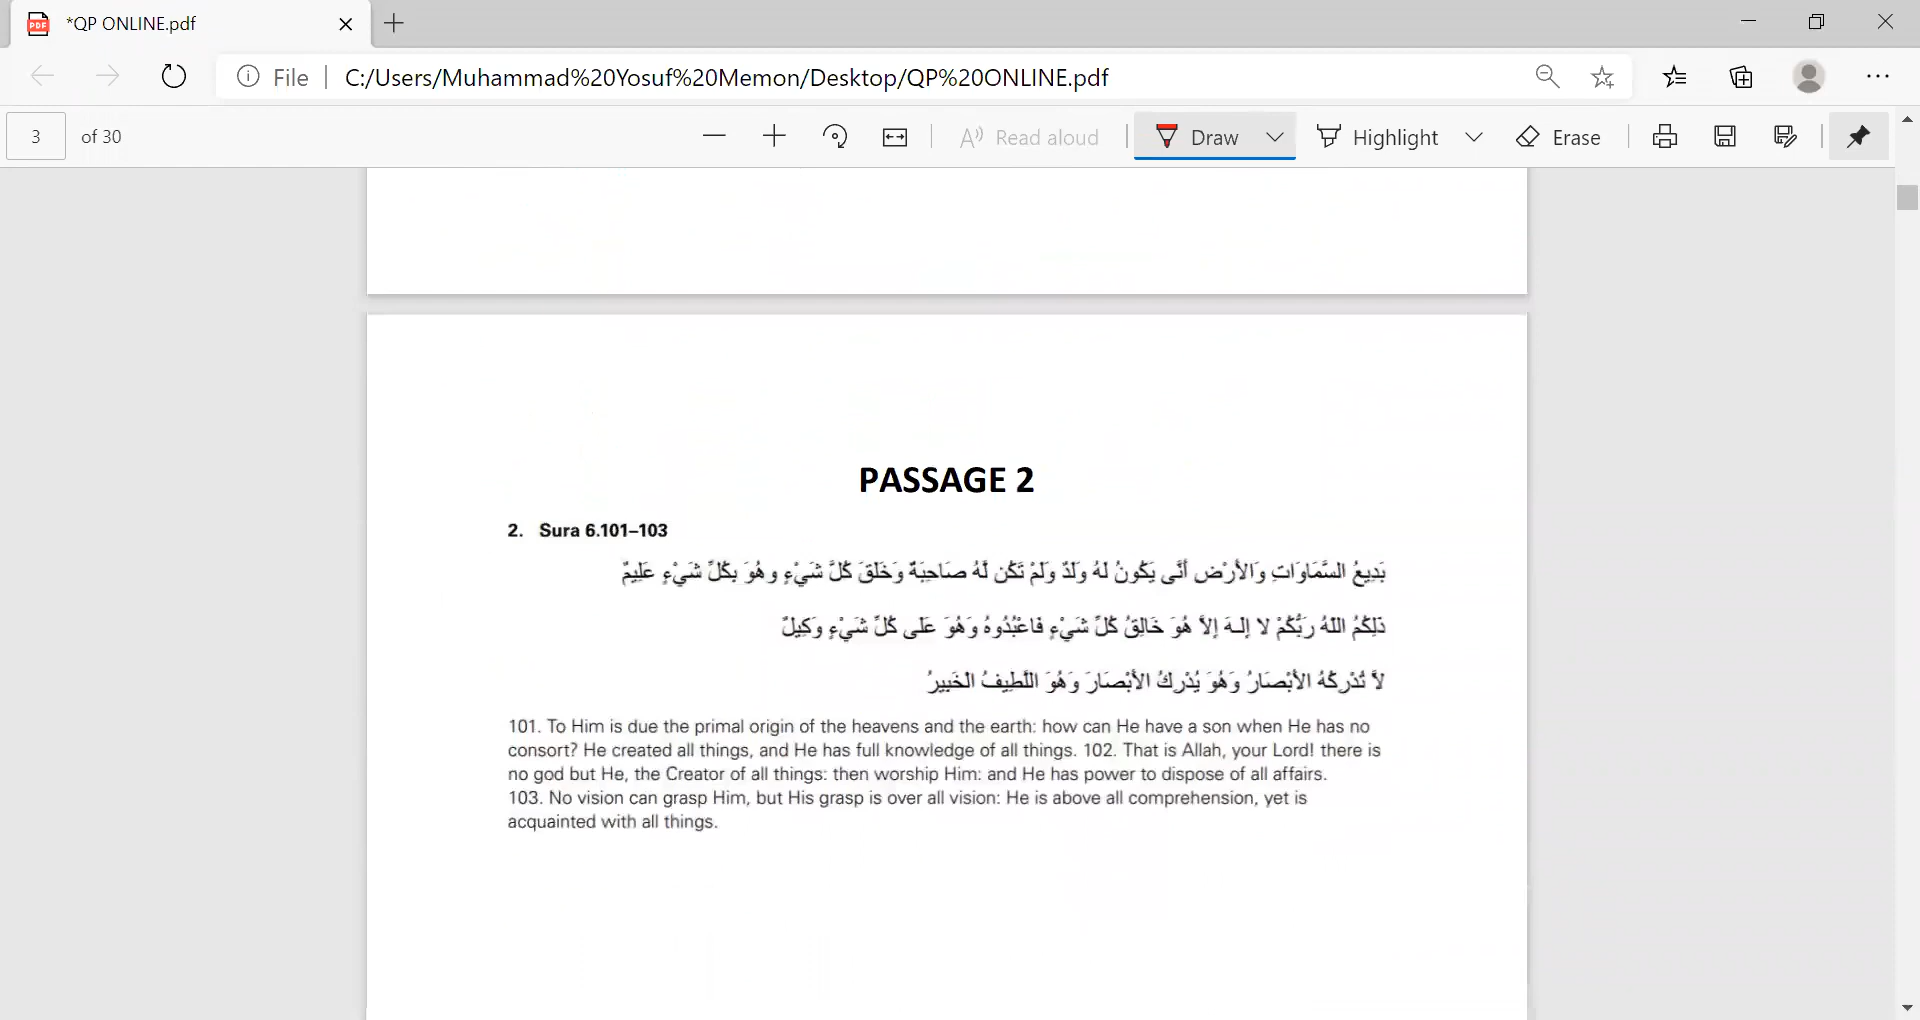 *QP ONLINE.pdf
File
C:/Users/Muhammad%20Yosuf%20Memon/Desktop/QP%20ONLINE.pdf
3 of 30
Read aloud
Draw
Highlight
Erase
PASSAGE 2
2. Sura 6.101–103
بَدِيعُ السَّمَاوَاتِ وَالأَرْضِ أَنَّى يَكُونُ لَهُ وَلَدٌ وَلَمْ تَكُن لَّهُ صَاحِبَةٌ وَخَلَقَ كُلَّ شَيْءٍ وهُوَ بِكُلِّ شَيْءٍ عَلِيمٌ
ذَلِكُمُ اللّهُ رَبُّكُمْ لا إِلَـهَ إِلاَّ هُوَ خَالِقُ كُلِّ شَيْءٍ فَاعْبُدُوهُ وَهُوَ عَلَى كُلِّ شَيْءٍ وَكِيلٌ
لاَّ تُدْرِكُهُ الأَبْصَارُ وَهُوَ يُدْرِكُ الأَبْصَارَ وَهُوَ اللَّطِيفُ الْخَبِيرُ
101. To Him is due the primal origin of the heavens and the earth: how can He have a son when He has no
consort? He created all things, and He has full knowledge of all things. 102. That is Allah, your Lord! there is
no god but He, the Creator of all things: then worship Him: and He has power to dispose of all affairs.
103. No vision can grasp Him, but His grasp is over all vision: He is above all comprehension, yet is
acquainted with all things.